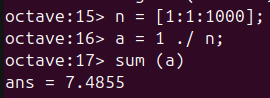 octave:15> n = [1:1:1000];
octave:16> a = 1 ./ n;
octave:17> sum (a)
ans = 7.4855